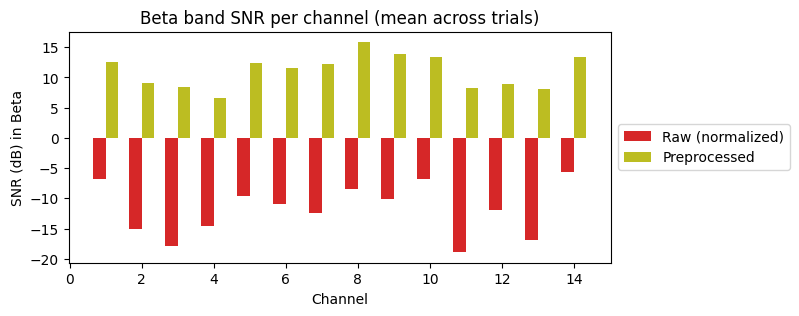 Beta band SNR per channel (mean across trials)
SNR (dB) in Beta
15
10
5
0
−5
−10
−15
−20
0 2 4 6 8 10 12 14
Channel
Raw (normalized)
Preprocessed